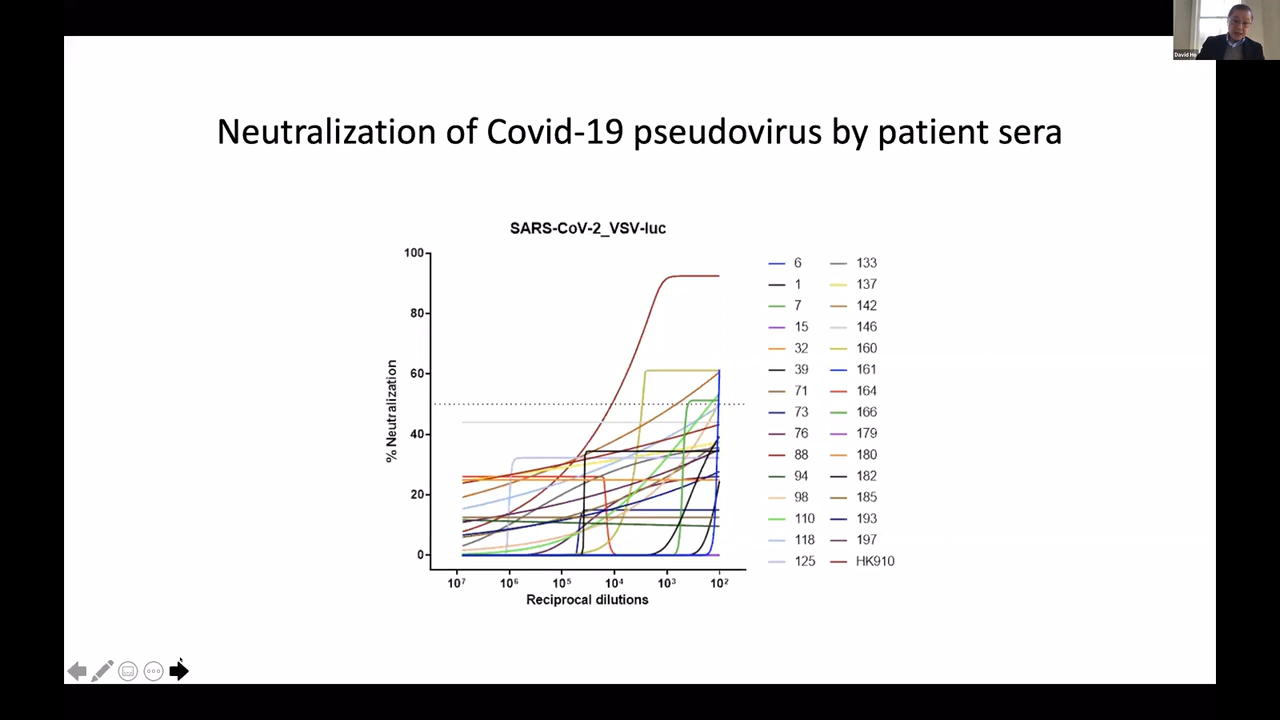 David Ho
Neutralization of Covid-19 pseudovirus by patient sera
SARS-CoV-2_VSV-luc
% Neutralization
100
80
60
40
20
0
10⁷ 10⁶ 10⁵ 10⁴ 10³ 10²
Reciprocal dilutions
6 133
1 137
7 142
15 146
32 160
39 161
71 164
73 166
76 179
88 180
94 182
98 185
110 193
118 197
125 HK910